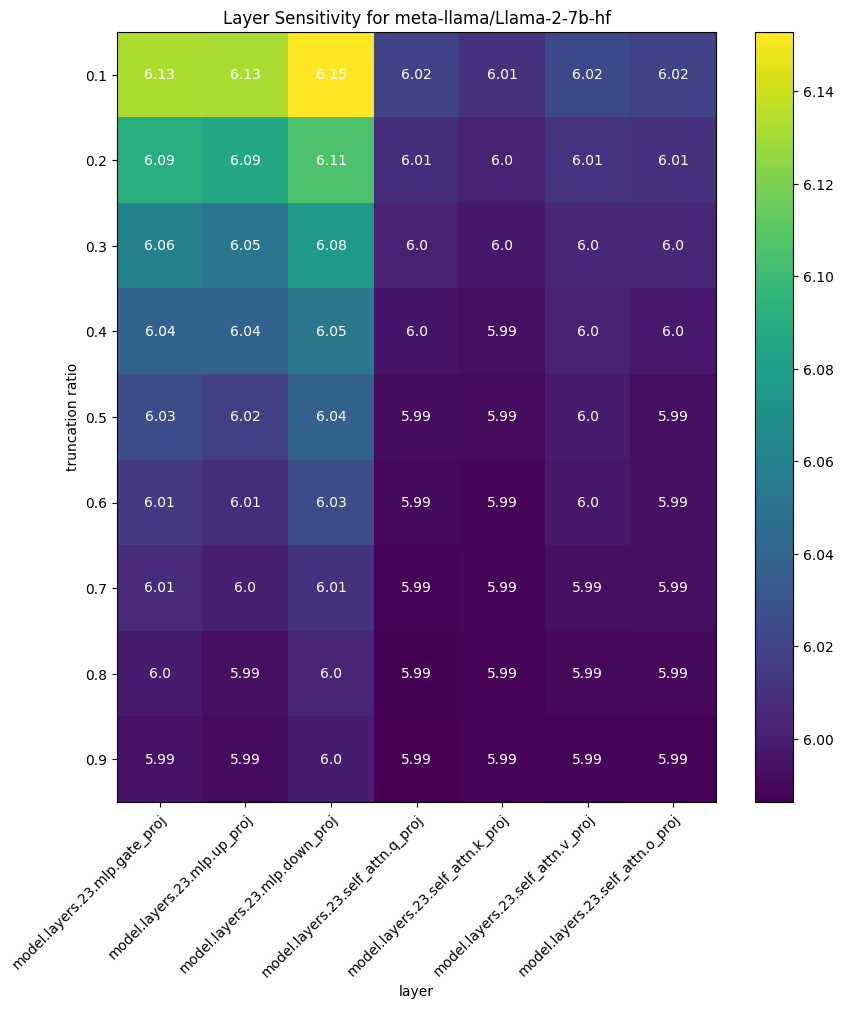 Layer Sensitivity for meta-llama/Llama-2-7b-hf
truncation ratio
0.1 6.13 6.13 6.15 6.02 6.01 6.02 6.02
0.2 6.09 6.09 6.11 6.01 6.0 6.01 6.01
0.3 6.06 6.05 6.08 6.0 6.0 6.0 6.0
0.4 6.04 6.04 6.05 6.0 5.99 6.0 6.0
0.5 6.03 6.02 6.04 5.99 5.99 6.0 5.99
0.6 6.01 6.01 6.03 5.99 5.99 6.0 5.99
0.7 6.01 6.0 6.01 5.99 5.99 5.99 5.99
0.8 6.0 5.99 6.0 5.99 5.99 5.99 5.99
0.9 5.99 5.99 6.0 5.99 5.99 5.99 5.99
model.layers.23.mlp.gate_proj
model.layers.23.mlp.up_proj
model.layers.23.mlp.down_proj
model.layers.23.self_attn.q_proj
model.layers.23.self_attn.k_proj
model.layers.23.self_attn.v_proj
model.layers.23.self_attn.o_proj
layer
6.14
6.12
6.10
6.08
6.06
6.04
6.02
6.00